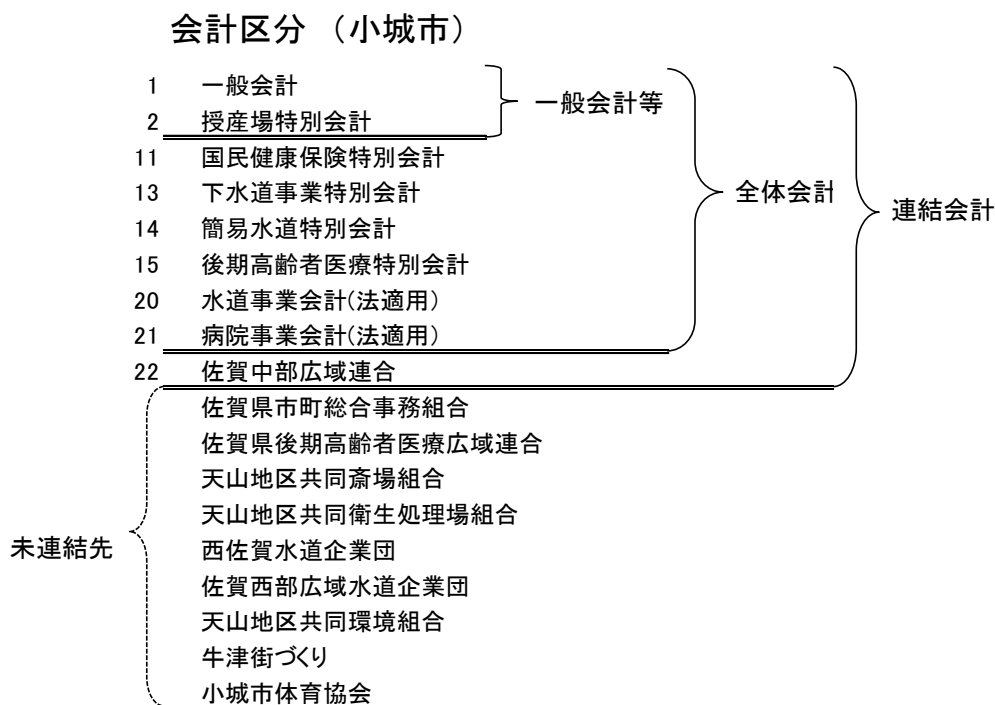 会計区分 （小城市）
1 一般会計
2 授産場特別会計
一般会計等
11 国民健康保険特別会計
13 下水道事業特別会計
14 簡易水道特別会計
15 後期高齢者医療特別会計
20 水道事業会計(法適用)
21 病院事業会計(法適用)
全体会計
連結会計
22 佐賀中部広域連合
佐賀県市町総合事務組合
佐賀県後期高齢者医療広域連合
天山地区共同斎場組合
天山地区共同衛生処理場組合
西佐賀水道企業団
佐賀西部広域水道企業団
天山地区共同環境組合
牛津街づくり
小城市体育協会
未連結先